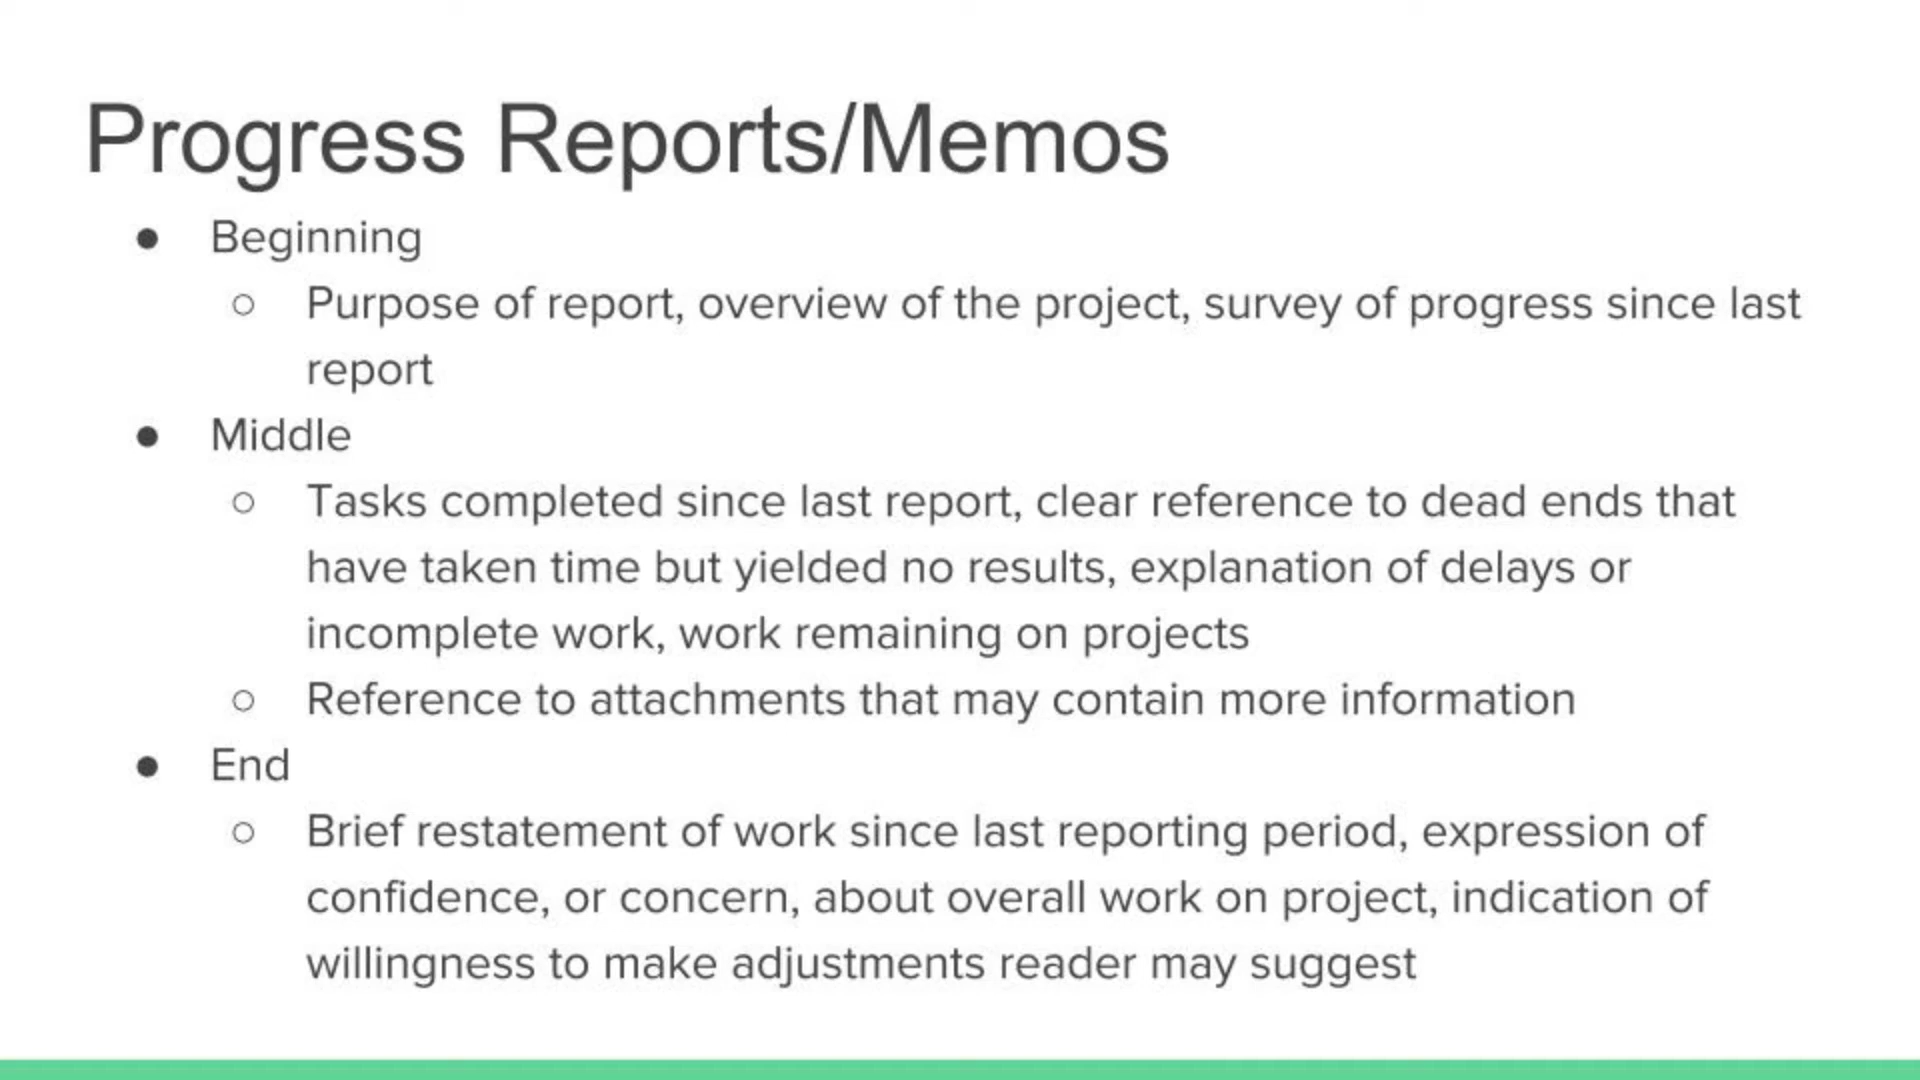 Progress Reports/Memos
● Beginning
○ Purpose of report, overview of the project, survey of progress since last
report
● Middle
○ Tasks completed since last report, clear reference to dead ends that
have taken time but yielded no results, explanation of delays or
incomplete work, work remaining on projects
○ Reference to attachments that may contain more information
● End
○ Brief restatement of work since last reporting period, expression of
confidence, or concern, about overall work on project, indication of
willingness to make adjustments reader may suggest